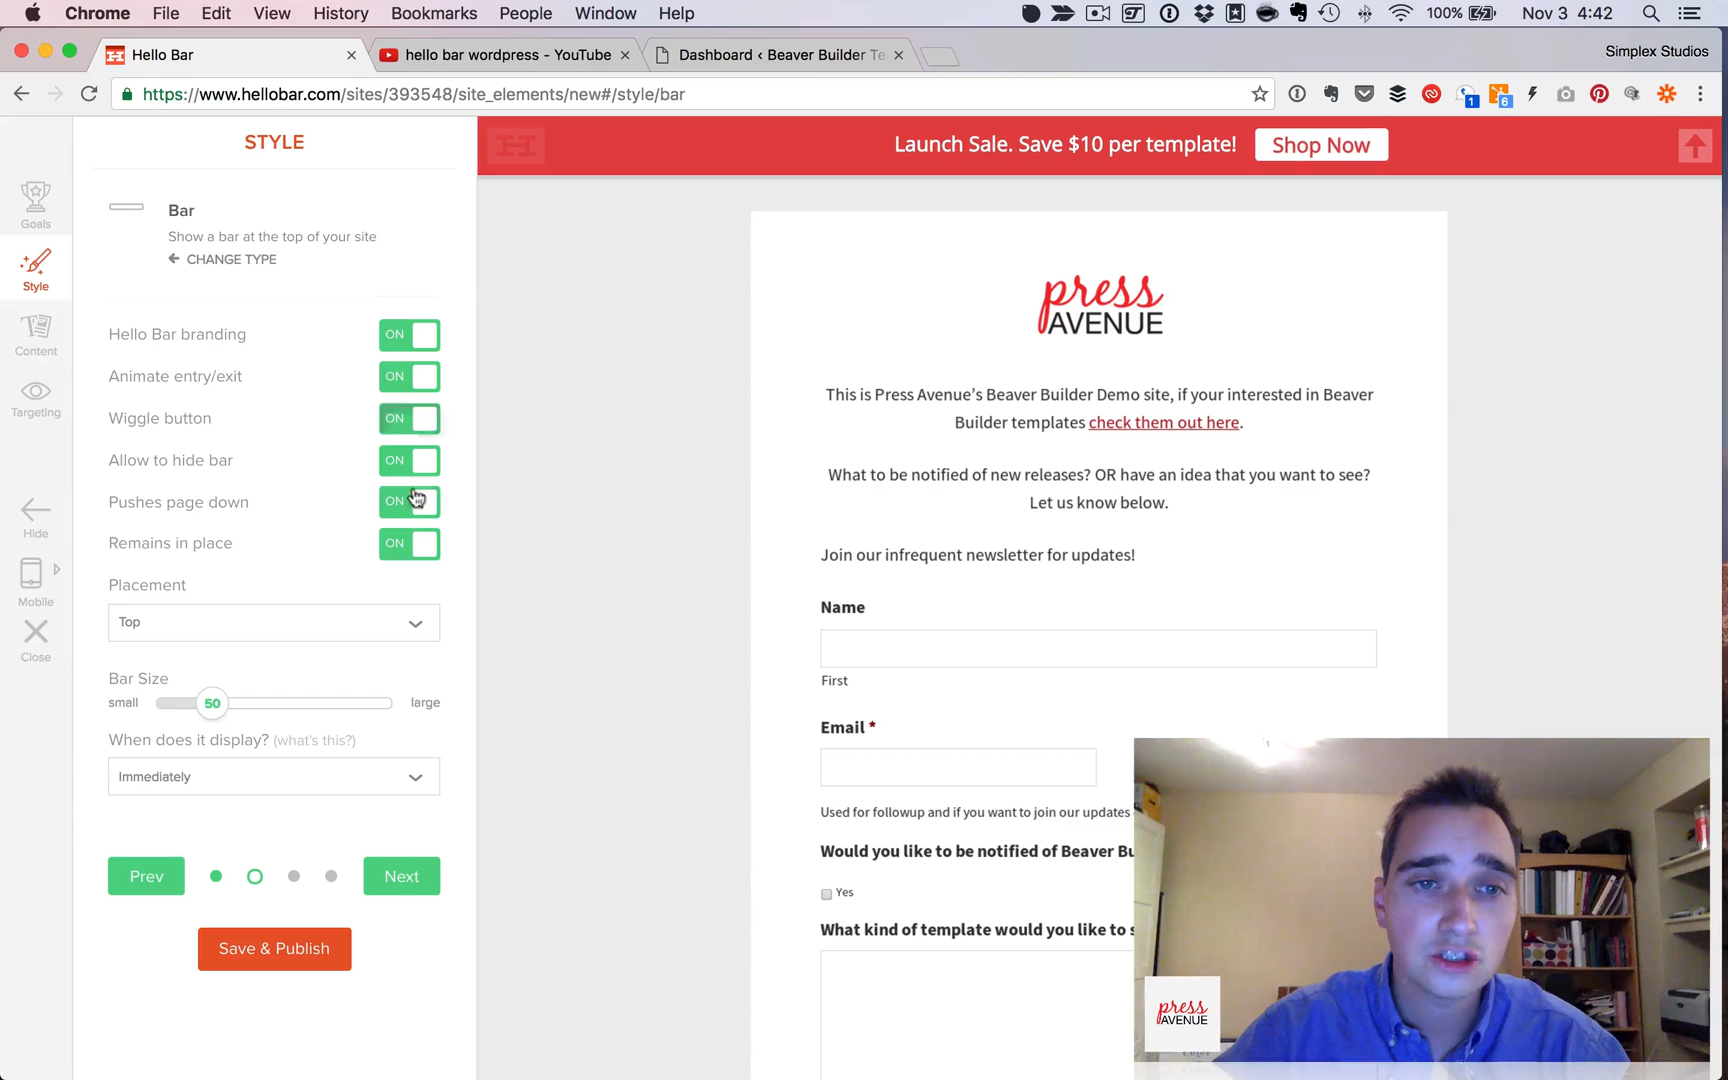 Chrome File Edit View History Bookmarks People Window Help 100% Nov 3 4:42
Hello Bar hello bar wordpress - YouTube Dashboard ‹ Beaver Builder Te Simplex Studios
https://www.hellobar.com/sites/393548/site_elements/new#/style/bar 1 6
STYLE
Launch Sale. Save $10 per template! Shop Now
Goals
Style
Content
Targeting
Hide
Mobile
Close
Bar
Show a bar at the top of your site
CHANGE TYPE
Hello Bar branding ON
Animate entry/exit ON
Wiggle button ON
Allow to hide bar ON
Pushes page down ON
Remains in place ON
Placement
Top
Bar Size
small 50 large
When does it display? (what's this?)
Immediately
Prev Next
Save & Publish
press
AVENUE
This is Press Avenue's Beaver Builder Demo site, if your interested in Beaver
Builder templates check them out here.
What to be notified of new releases? OR have an idea that you want to see?
Let us know below.
Join our infrequent newsletter for updates!
Name
First
Email *
Used for followup and if you want to join our updates
Would you like to be notified of Beaver Bu
Yes
What kind of template would you like to s
press
AVENUE